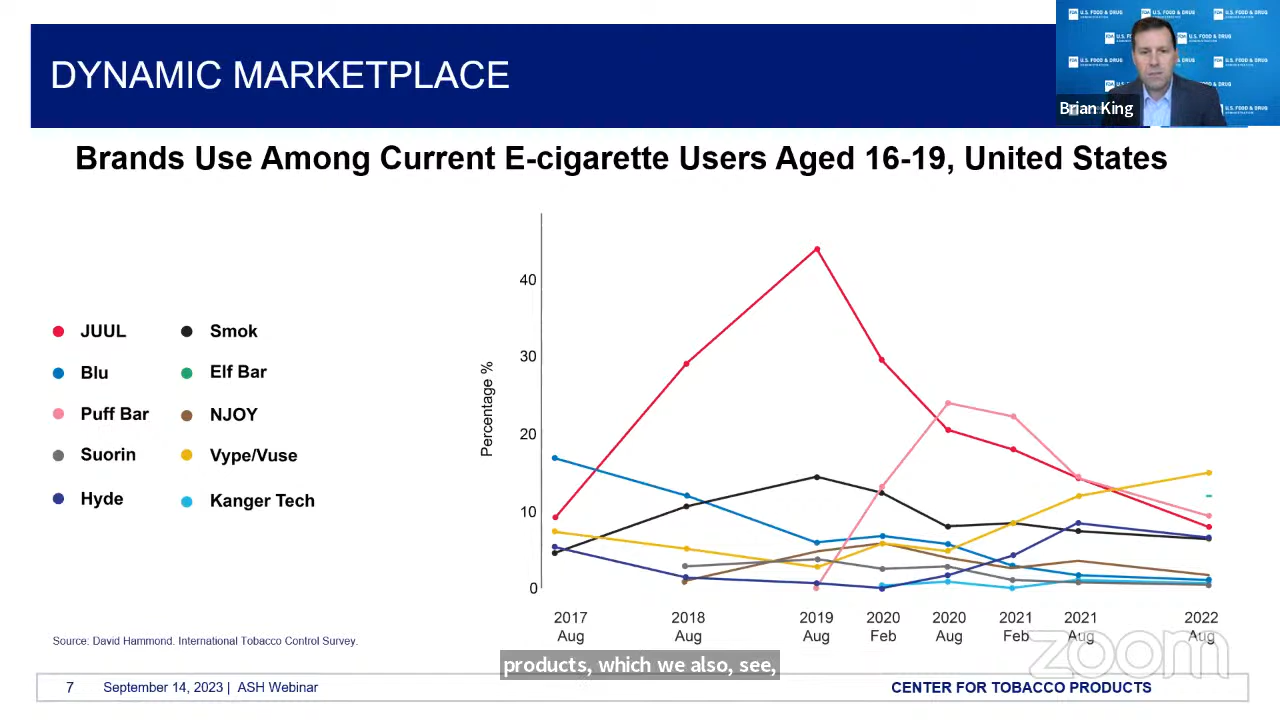 DYNAMIC MARKETPLACE
U.S. FOOD & DRUG
ADMINISTRATION
Brian King
Brands Use Among Current E-cigarette Users Aged 16-19, United States
JUUL
Smok
Blu
Elf Bar
Puff Bar
NJOY
Suorin
Vype/Vuse
Hyde
Kanger Tech
Percentage %
40
30
20
10
0
2017 Aug
2018 Aug
2019 Aug
2020 Feb
2020 Aug
2021 Feb
2021 Aug
2022 Aug
Source: David Hammond. International Tobacco Control Survey.
zoom
products, which we also, see,
7 September 14, 2023 | ASH Webinar
CENTER FOR TOBACCO PRODUCTS